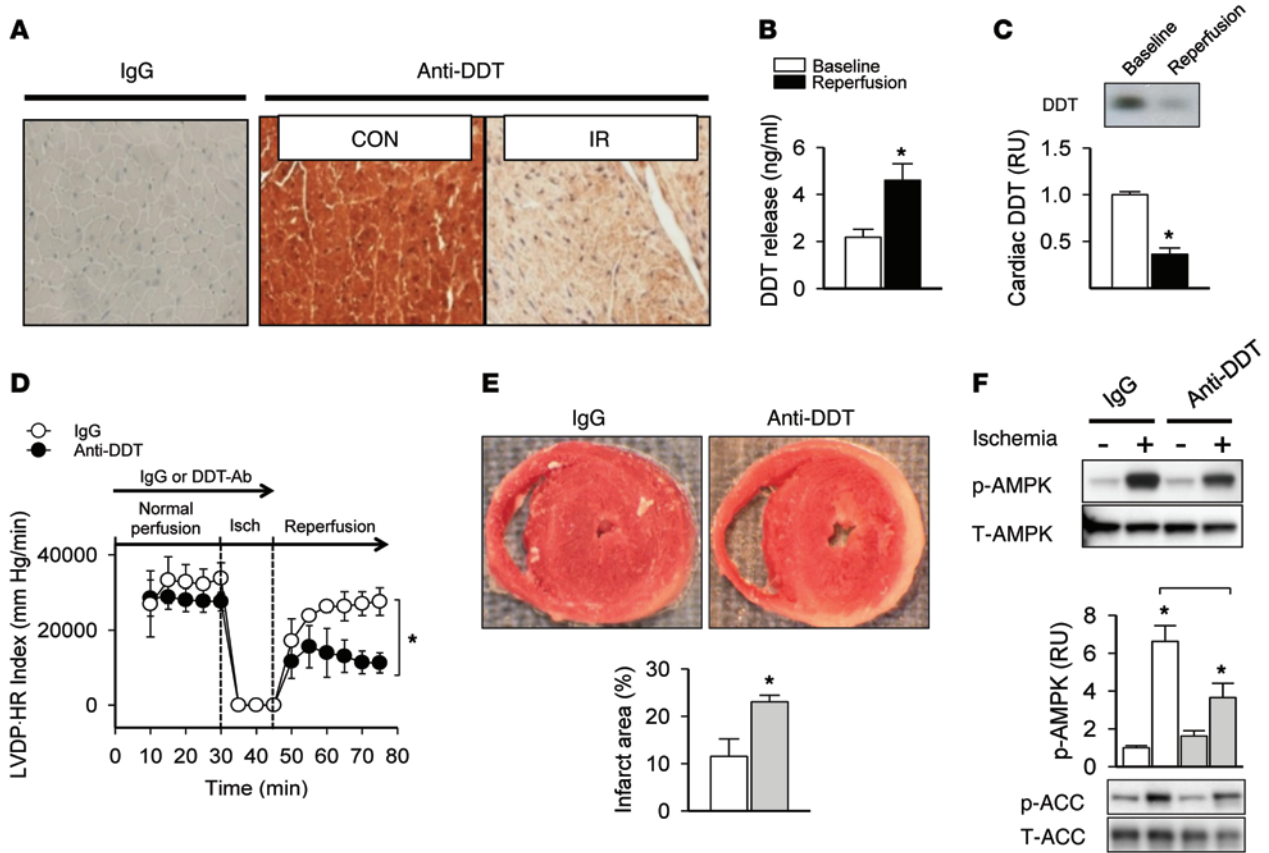 A
IgG
Anti-DDT
CON
IR
B
Baseline
Reperfusion
DDT release (ng/ml)
6
4
2
0
*
C
Baseline
Reperfusion
DDT
Cardiac DDT (RU)
1.5
1.0
0.5
*
D
IgG
Anti-DDT
IgG or DDT-Ab
Normal
perfusion
Isch
Reperfusion
LVDP·HR Index (mm Hg/min)
40000
20000
0
*
0 10 20 30 40 50 60 70 80
Time (min)
E
IgG
Anti-DDT
Infarct area (%)
30
20
10
0
*
F
IgG
Anti-DDT
Ischemia - + - +
p-AMPK
T-AMPK
p-AMPK (RU)
8
6
4
2
0
*
*
p-ACC
T-ACC